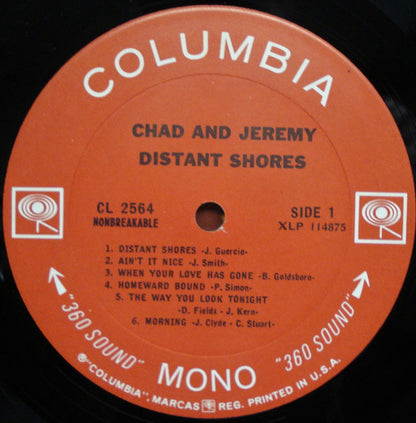 COLUMBIA
CHAD AND JEREMY
DISTANT SHORES
CL 2564
NONBREAKABLE
SIDE 1
XLP 114875
1. DISTANT SHORES -J. Guercio-
2. AIN'T IT NICE -J. Smith-
3. WHEN YOUR LOVE HAS GONE -B. Goldsboro-
4. HOMEWARD BOUND -P. Simon-
5. THE WAY YOU LOOK TONIGHT
-D. Fields - J. Kern-
6. MORNING -J. Clyde - C. Stuart-
"360 SOUND" MONO "360 SOUND"
® "COLUMBIA", MARCAS REG. PRINTED IN U.S.A.